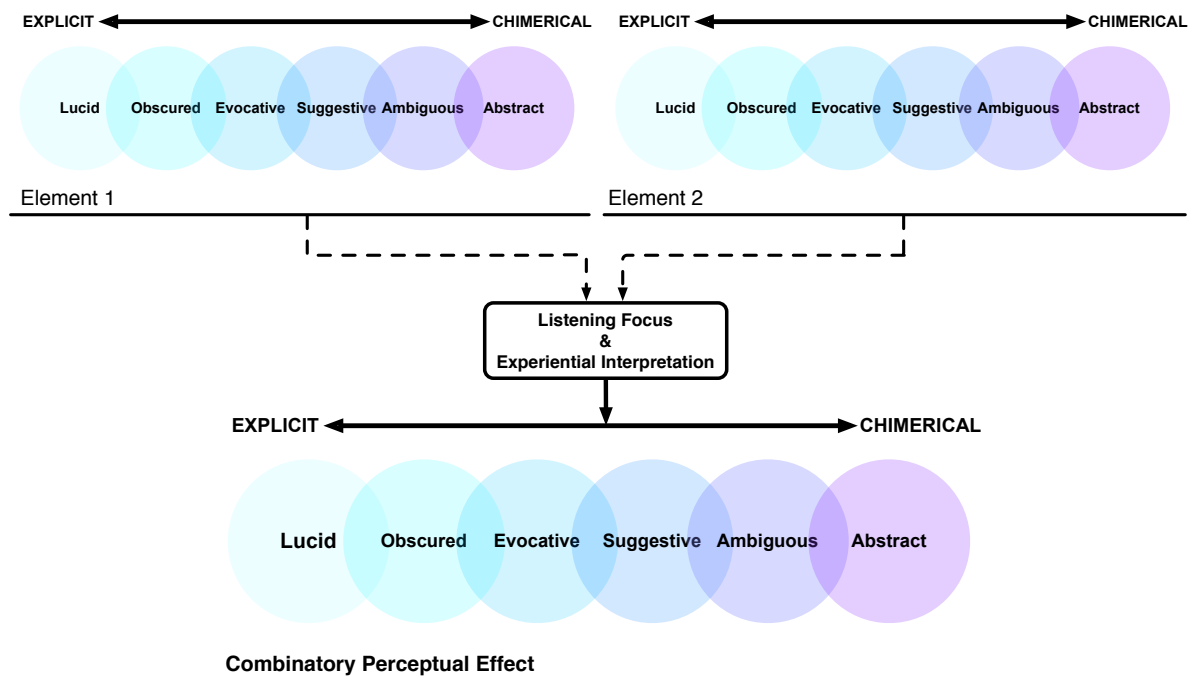 EXPLICIT CHIMERICAL
Lucid Obscured Evocative Suggestive Ambiguous Abstract
Element 1
EXPLICIT CHIMERICAL
Lucid Obscured Evocative Suggestive Ambiguous Abstract
Element 2
Listening Focus
&
Experiential Interpretation
EXPLICIT CHIMERICAL
Lucid Obscured Evocative Suggestive Ambiguous Abstract
Combinatory Perceptual Effect